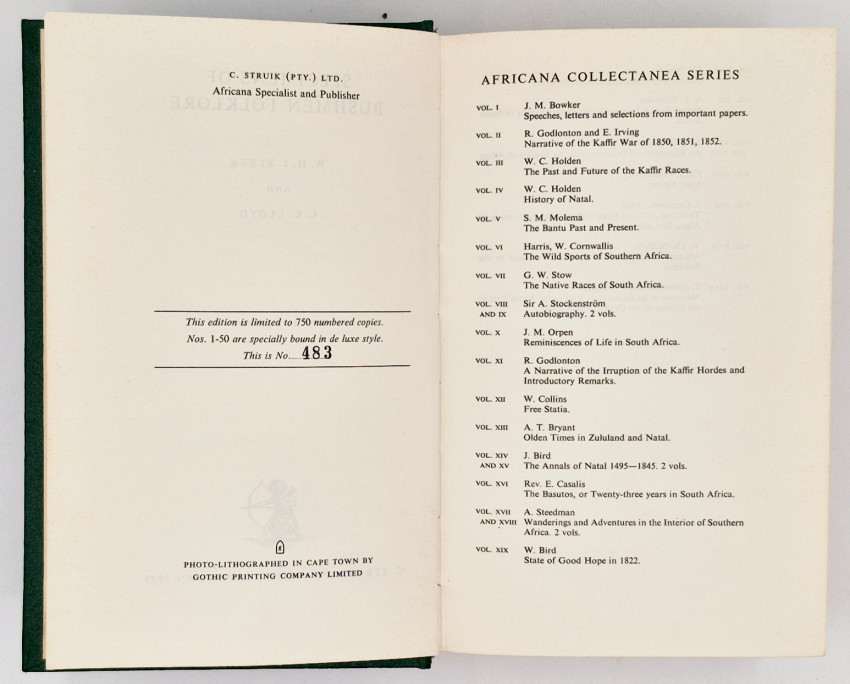 C. STRUIK (PTY.) LTD.
Africana Specialist and Publisher
This edition is limited to 750 numbered copies.
Nos. 1-50 are specially bound in de luxe style.
This is No.... 483
PHOTO-LITHOGRAPHED IN CAPE TOWN BY
GOTHIC PRINTING COMPANY LIMITED
AFRICANA COLLECTANEA SERIES
VOL. I J. M. Bowker
Speeches, letters and selections from important papers.
VOL. II R. Godlonton and E. Irving
Narrative of the Kaffir War of 1850, 1851, 1852.
VOL. III W. C. Holden
The Past and Future of the Kaffir Races.
VOL. IV W. C. Holden
History of Natal.
VOL. V S. M. Molema
The Bantu Past and Present.
VOL. VI Harris, W. Cornwallis
The Wild Sports of Southern Africa.
VOL. VII G. W. Stow
The Native Races of South Africa.
VOL. VIII Sir A. Stockenström
AND IX Autobiography. 2 vols.
VOL. X J. M. Orpen
Reminiscences of Life in South Africa.
VOL. XI R. Godlonton
A Narrative of the Irruption of the Kaffir Hordes and
Introductory Remarks.
VOL. XII W. Collins
Free Statia.
VOL. XIII A. T. Bryant
Olden Times in Zululand and Natal.
VOL. XIV J. Bird
AND XV The Annals of Natal 1495—1845. 2 vols.
VOL. XVI Rev. E. Casalis
The Basutos, or Twenty-three years in South Africa.
VOL. XVII A. Steedman
AND XVIII Wanderings and Adventures in the Interior of Southern
Africa. 2 vols.
VOL. XIX W. Bird
State of Good Hope in 1822.